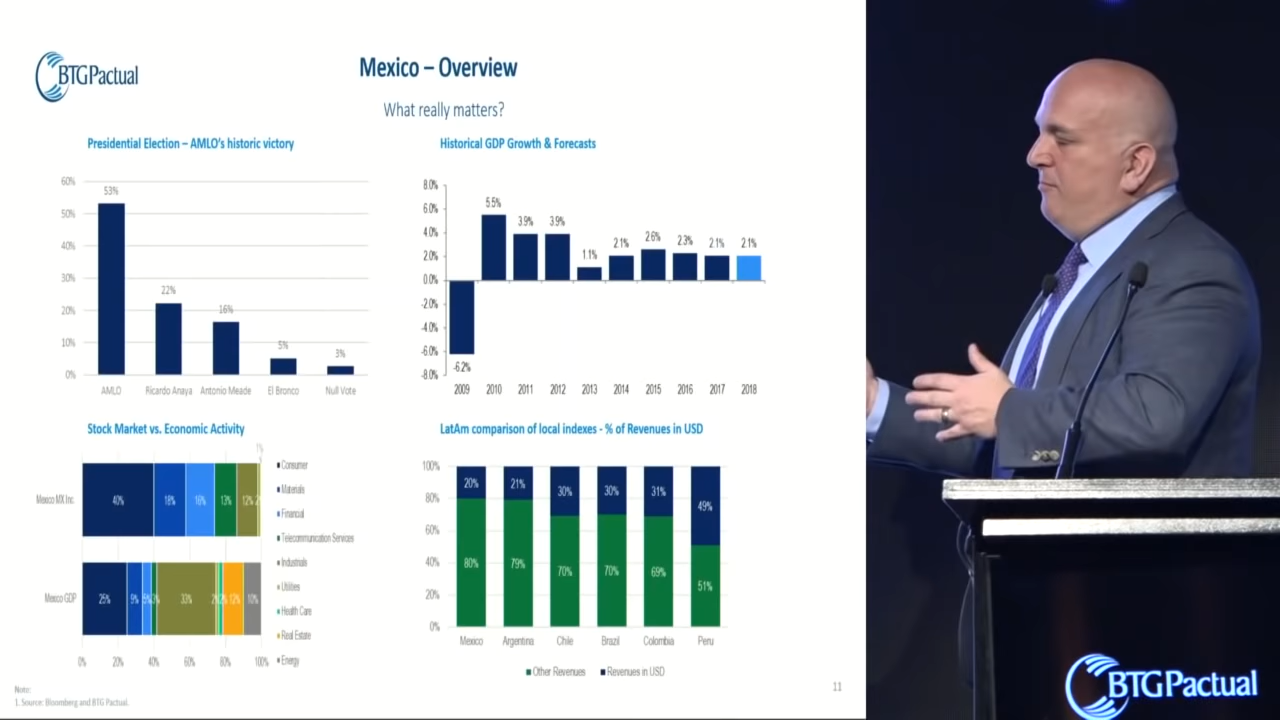 BTGPactual
Mexico – Overview
What really matters?
Presidential Election – AMLO's historic victory
60%
50%
40%
30%
20%
10%
0%
53%
22%
16%
5%
3%
AMLO
Ricardo Anaya
Antonio Meade
El Bronco
Null Vote
Historical GDP Growth & Forecasts
8.0%
6.0%
4.0%
2.0%
0.0%
-2.0%
-4.0%
-6.0%
-8.0%
-6.2%
5.5%
3.9%
3.9%
1.1%
2.1%
2.6%
2.3%
2.1%
2.1%
2009
2010
2011
2012
2013
2014
2015
2016
2017
2018
Stock Market vs. Economic Activity
Mexico MX Inc.
40%
18%
16%
13%
12%
Mexico GDP
25%
9%
33%
12%
10%
0%
20%
40%
60%
80%
100%
Consumer
Materials
Financial
Telecommunication Services
Industrials
Utilities
Health Care
Real Estate
Energy
LatAm comparison of local indexes - % of Revenues in USD
100%
80%
60%
40%
20%
0%
20%
21%
30%
30%
31%
49%
80%
79%
70%
70%
69%
51%
Mexico
Argentina
Chile
Brazil
Colombia
Peru
Other Revenues
Revenues in USD
Note:
1. Source: Bloomberg and BTG Pactual.
11
BTGPactual